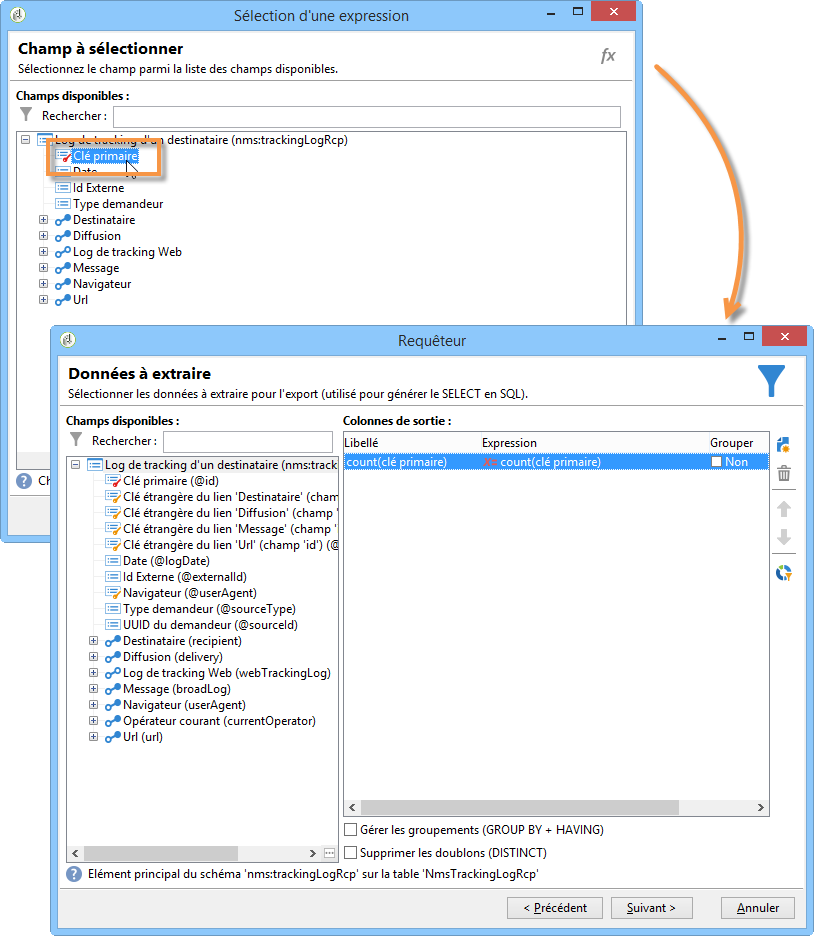 Sélection d'une expression
Champ à sélectionner
Sélectionnez le champ parmi la liste des champs disponibles.
fx
Champs disponibles :
Rechercher :
Log de tracking d'un destinataire (nms:trackingLogRcp)
Clé primaire
Date
Id Externe
Type demandeur
Destinataire
Diffusion
Log de tracking Web
Message
Navigateur
Url
Requêteur
Données à extraire
Sélectionner les données à extraire pour l'export (utilisé pour générer le SELECT en SQL).
Champs disponibles :
Rechercher :
Log de tracking d'un destinataire (nms:track
Clé primaire (@id)
Clé étrangère du lien 'Destinataire' (cham
Clé étrangère du lien 'Diffusion' (champ '
Clé étrangère du lien 'Message' (champ '
Clé étrangère du lien 'Url' (champ 'id') (@
Date (@logDate)
Id Externe (@externalId)
Navigateur (@userAgent)
Type demandeur (@sourceType)
UUID du demandeur (@sourceId)
Destinataire (recipient)
Diffusion (delivery)
Log de tracking Web (webTrackingLog)
Message (broadLog)
Navigateur (userAgent)
Opérateur courant (currentOperator)
Url (url)
Colonnes de sortie :
Libellé Expression Grouper
count(clé primaire) count(clé primaire) Non
Gérer les groupements (GROUP BY + HAVING)
Supprimer les doublons (DISTINCT)
Elément principal du schéma 'nms:trackingLogRcp' sur la table 'NmsTrackingLogRcp'
< Précédent Suivant > Annuler